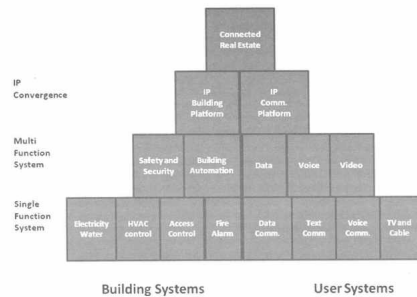 Connected
Real Estate
IP
Convergence
IP
Building
Platform
IP
Comm.
Platform
Multi
Function
System
Safety and
Security
Building
Automation
Data
Voice
Video
Single
Function
System
Electricity
Water
HVAC
control
Access
Control
Fire
Alarm
Data
Comm.
Text
Comm
Voice
Comm.
TV and
Cable
Building Systems
User Systems